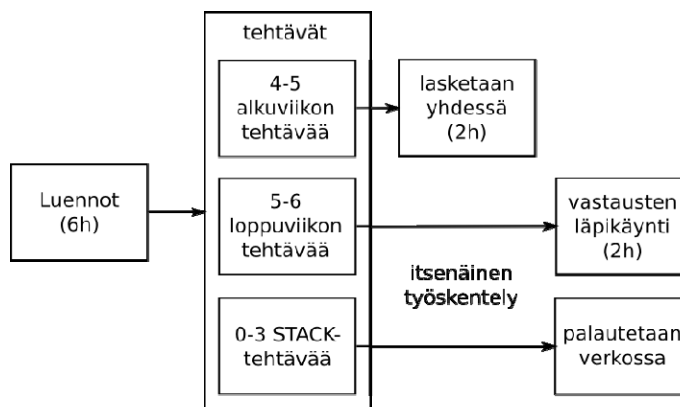 tehtävät
4-5
alkuviikon
tehtävää
lasketaan
yhdessä
(2h)
Luennot
(6h)
5-6
loppuviikon
tehtävää
vastausten
läpikäynti
(2h)
itsenäinen
työskentely
0-3 STACK-
tehtävää
palautetaan
verkossa